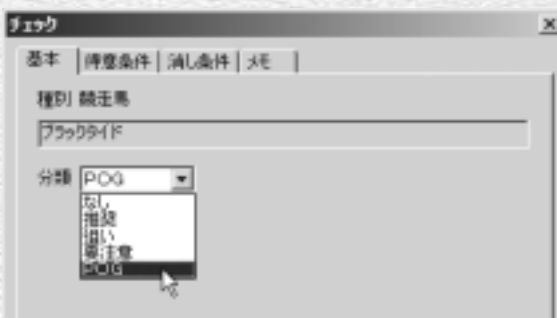 チェック
基本 得意条件 消し条件 メモ
種別 競走馬
ブラックタイド
分類 POG
なし
推奨
狙い
要注意
POG